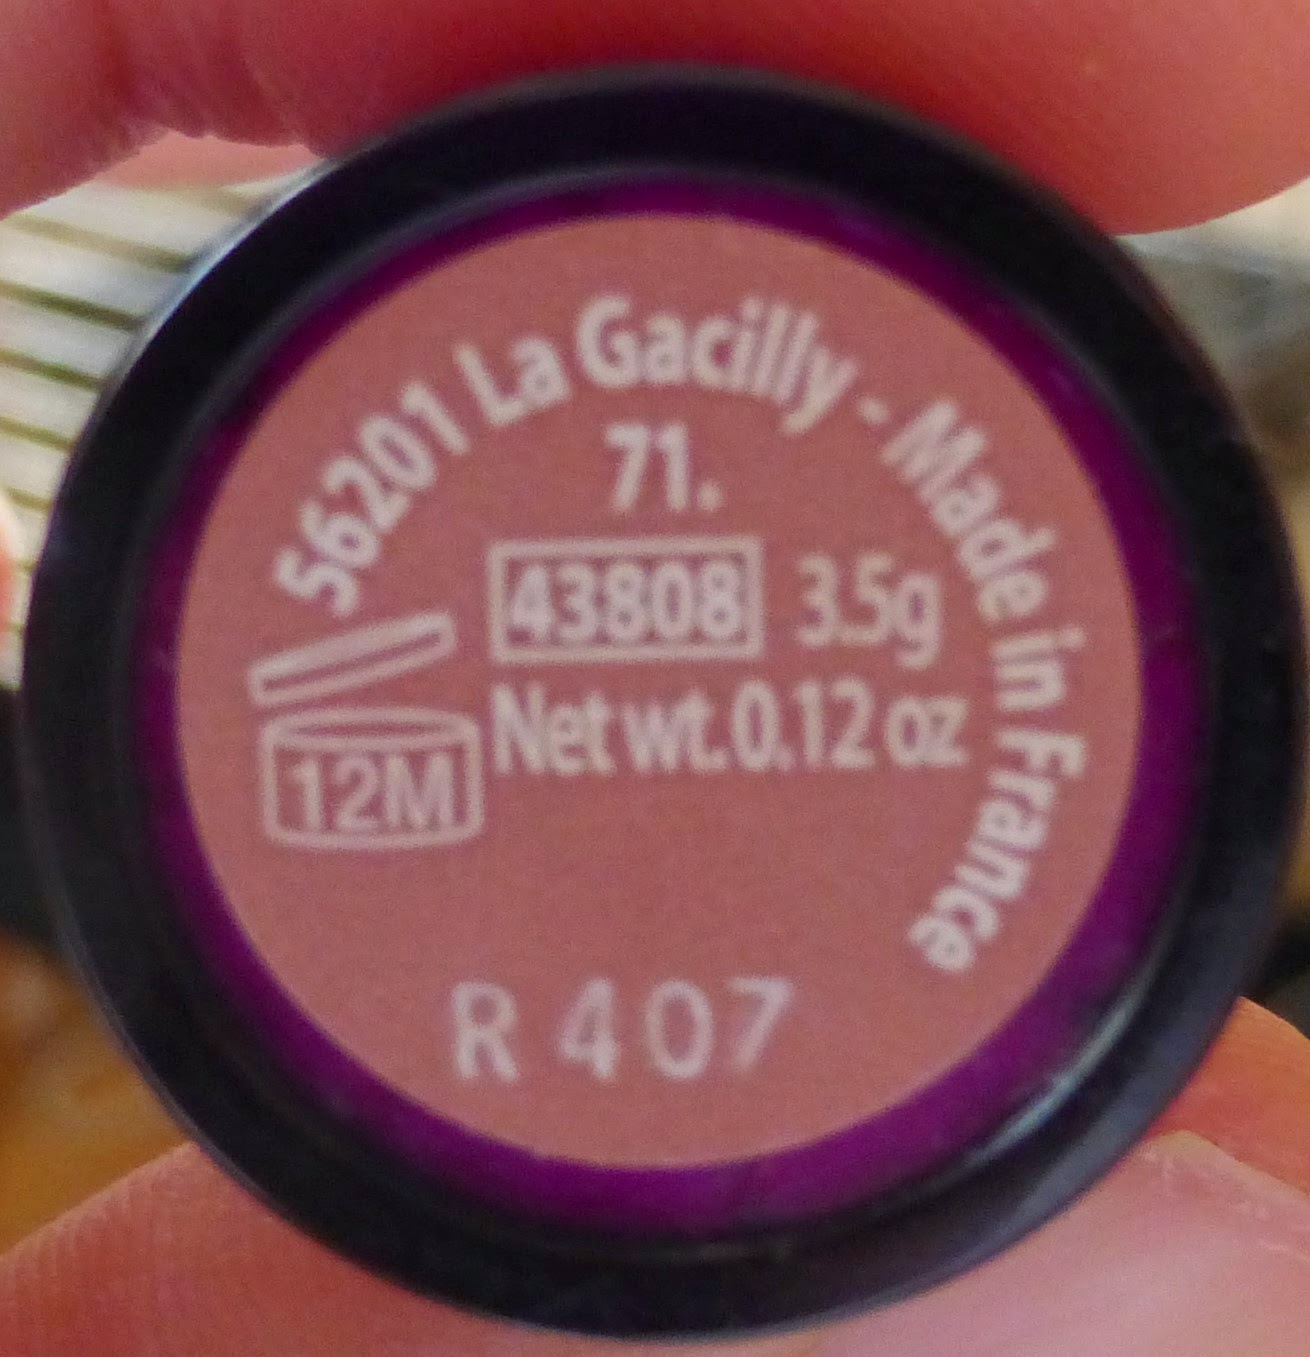 56201 La Gacilly - Made in France
71.
43808 3.5g
Net wt. 0.12 oz
12M
R 407